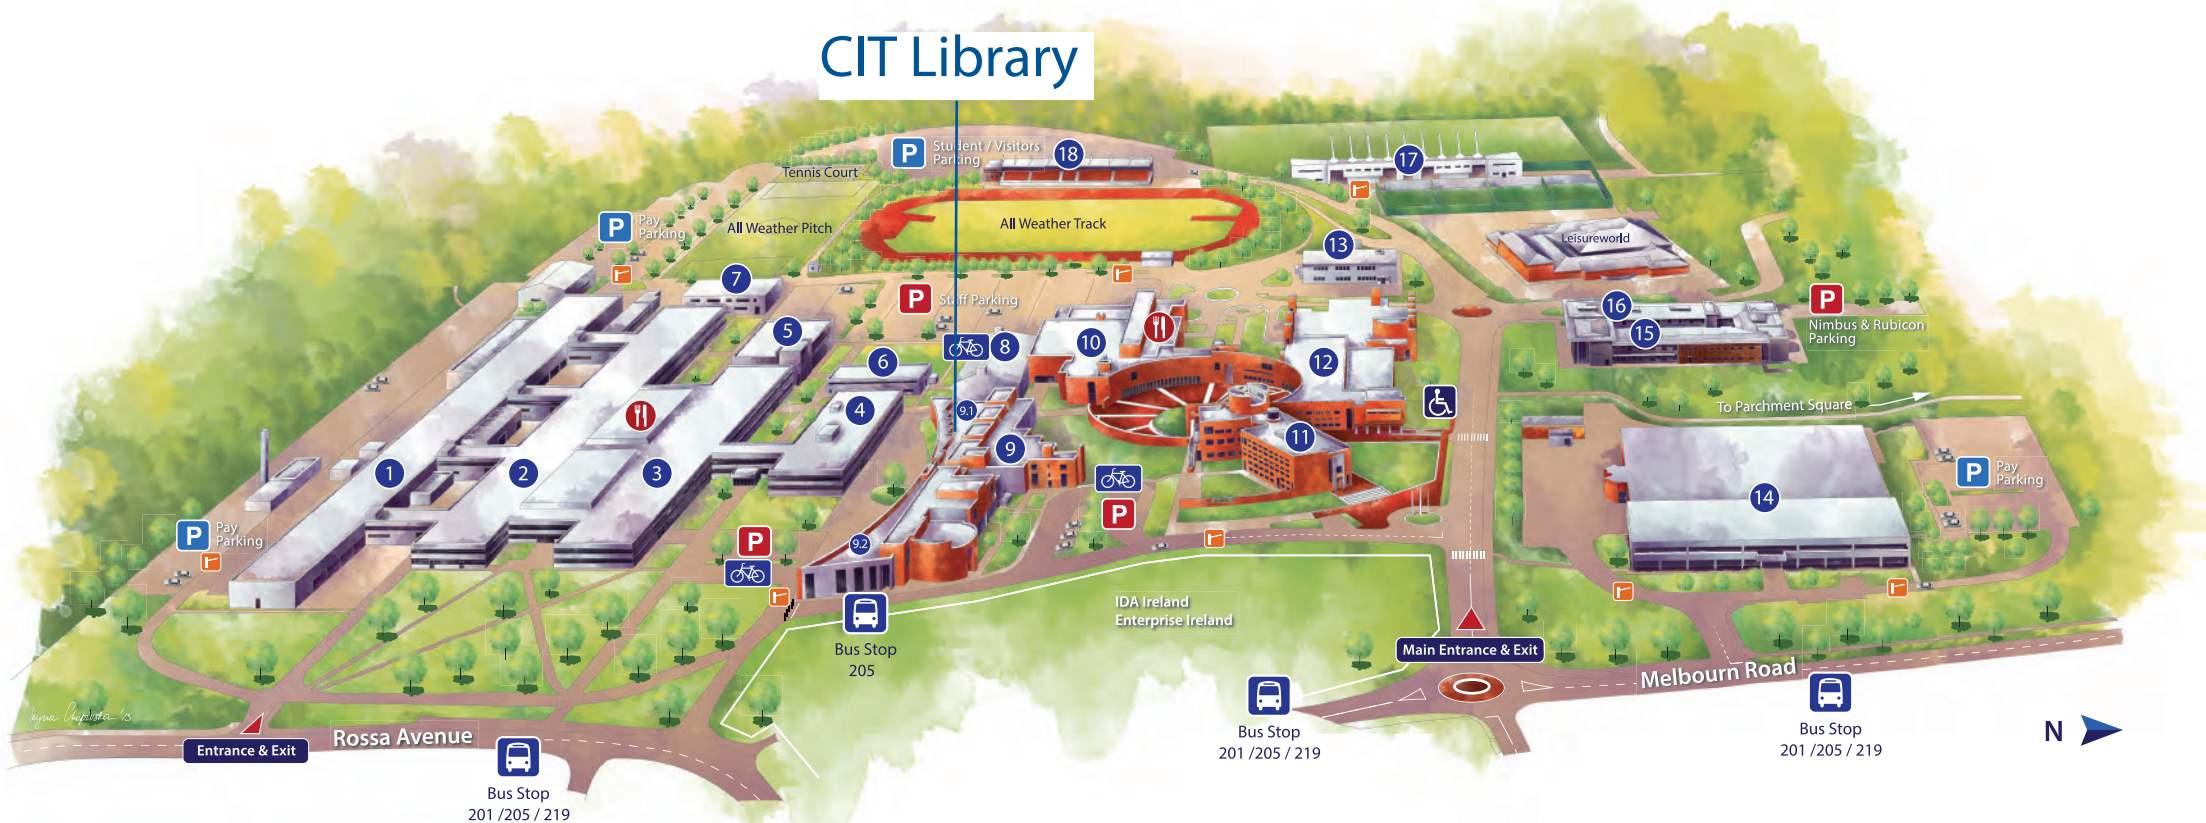 CIT Library
P
Student / Visitors
Parking
18
17
Tennis Court
P
Pay
Parking
All Weather Pitch
All Weather Track
13
Leisureworld
7
P
Staff Parking
16
P
Nimbus & Rubicon
Parking
5
8
10
15
6
12
9.1
4
To Parchment Square
11
9
1
2
3
P
Pay
Parking
14
P
P
Pay
Parking
P
9.2
IDA Ireland
Enterprise Ireland
Bus Stop
205
Main Entrance & Exit
Melbourn Road
Bus Stop
201 /205 / 219
Bus Stop
201 /205 / 219
N
Rossa Avenue
Entrance & Exit
Bus Stop
201 /205 / 219